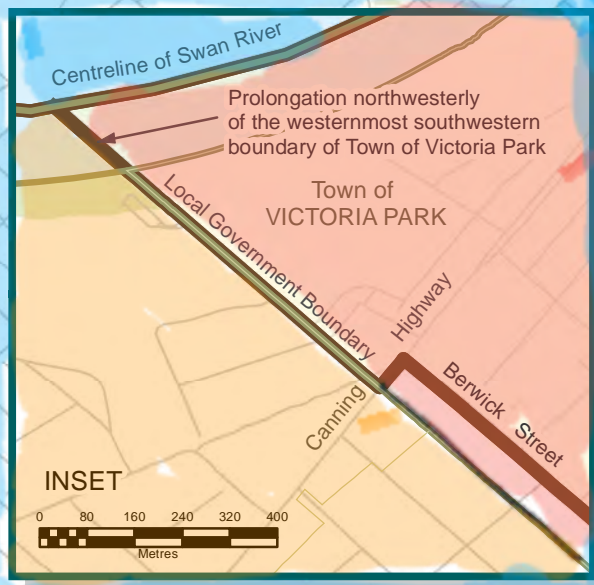 Centreline of Swan River
Prolongation northwesterly
of the westernmost southwestern
boundary of Town of Victoria Park
Town of
VICTORIA PARK
Local Government Boundary
Canning Highway
Berwick Street
INSET
0 80 160 240 320 400
Metres